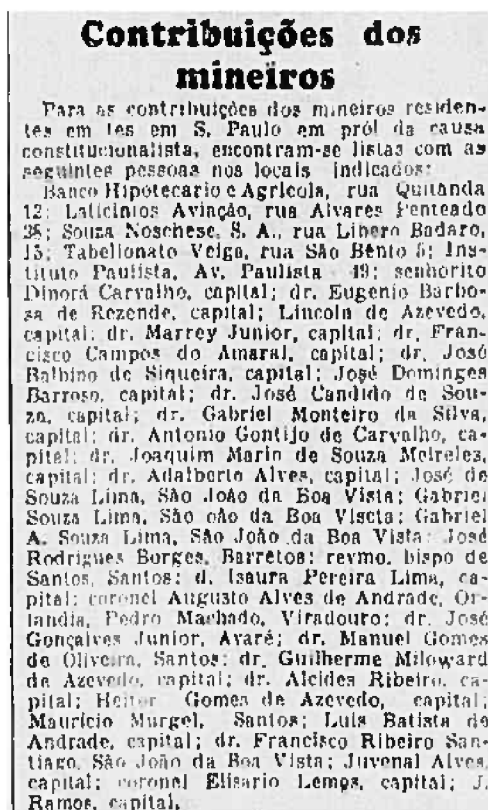 Contribuições dos
mineiros
Para as contribuições dos mineiros residen-
tes em tes em S. Paulo em pról da causa
constitucionalista, encontram-se listas com as
seguintes pessoas nos locais indicados:
Banco Hipotecario e Agricola, rua Quitanda
12; Laticinios Aviação, rua Alvares Penteado
38; Souza Noschese, S. A., rua Libero Badaro,
15; Tabellonato Veiga, rua São Bento 5; Ins-
tituto Paulista, Av. Paulista 49; senhorito
Dinorá Carvalho, capital; dr. Eugenio Barbo-
sa de Rezende, capital; Lincoln de Azevedo,
capital; dr. Marrey Junior, capital; dr. Fran-
cisco Campos do Amaral, capital; dr. José
Balbino de Siqueira, capital; José Dominges
Barroso, capital; dr. José Candido de Sou-
za, capital; dr. Gabriel Monteiro da Silva,
capital; dr. Antonio Gontijo de Carvalho, ca-
pital; dr. Joaquim Mario de Souza Meireles,
capital; dr. Adalberto Alves, capital; José de
Souza Lima, São João da Boa Vista; Gabriel
Souza Lima, São oão da Boa Viscta; Gabriel
A. Souza Lima, São João da Boa Vista; José
Rodrigues Borges, Barretos; revmo. bispo de
Santos, Santos; d. Isaura Pereira Lima, ca-
pital; coronel Augusto Alves de Andrade, Or-
landia, Pedro Machado, Viradouro; dr. José
Gonçalves Junior, Avaré; dr. Manuel Gomes
de Oliveira, Santos; dr. Guilherme Miloward
de Azevedo, capital; dr. Alcides Ribeiro, ca-
pital; Heitor Gomes de Azevedo, capital;
Mauricio Murgel, Santos; Luis Batista de
Andrade, capital; dr. Francisco Ribeiro San-
tiago, São João da Boa Vista; Juvenal Alves,
capital; coronel Elisario Lemos, capital; J.
Ramos, capital.